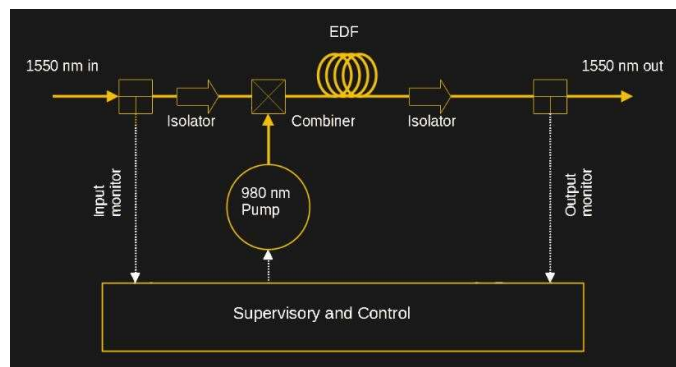 EDF
1550 nm in
1550 nm out
Isolator
Combiner
Isolator
Input
monitor
980 nm
Pump
Output
monitor
Supervisory and Control